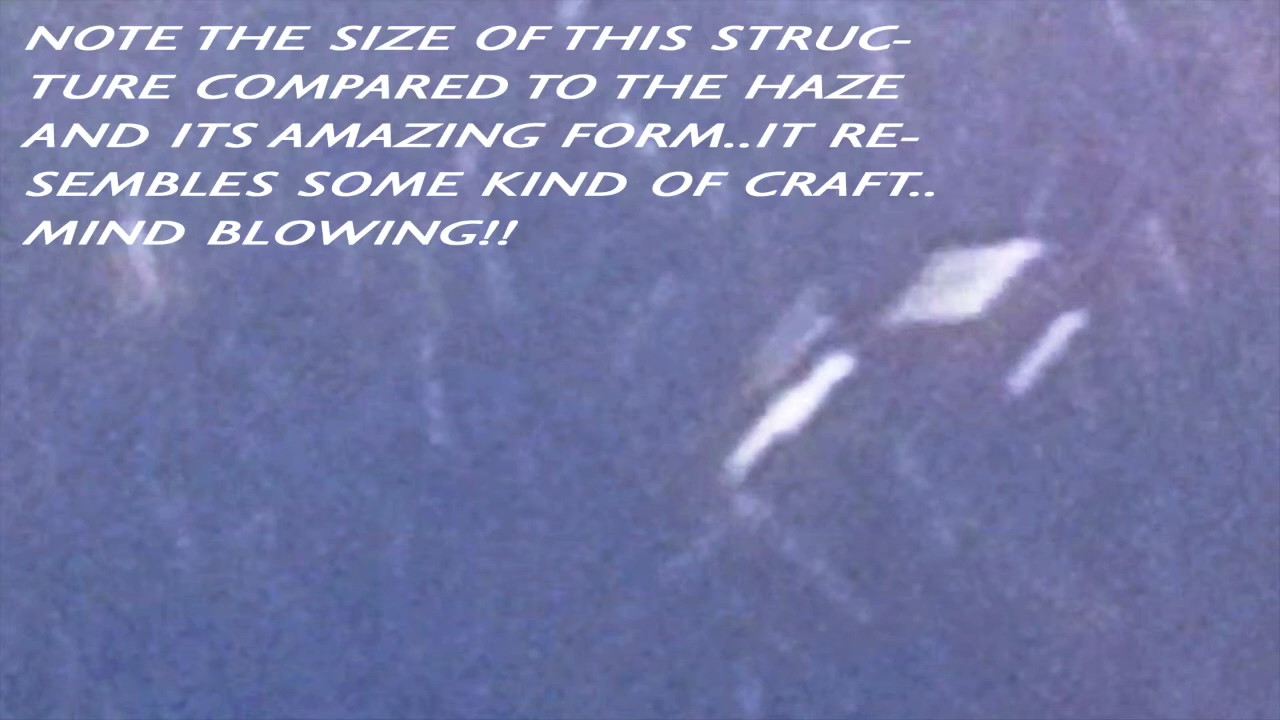 NOTE THE SIZE OF THIS STRUC-
TURE COMPARED TO THE HAZE
AND ITS AMAZING FORM..IT RE-
SEMBLES SOME KIND OF CRAFT..
MIND BLOWING!!